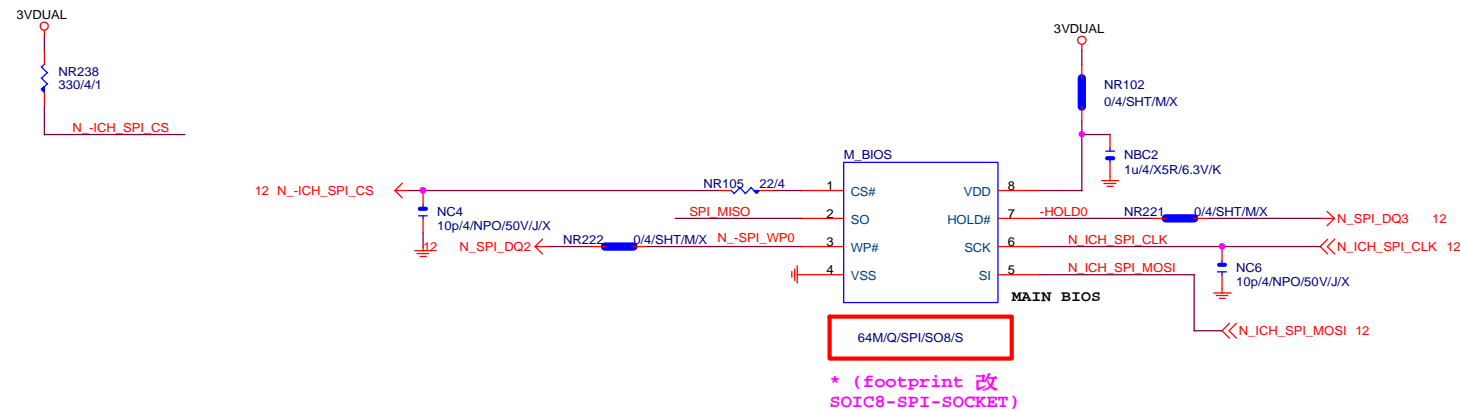 3VDUAL
NR238
330/4/1
N_-ICH_SPI_CS
3VDUAL
NR102
0/4/SHT/M/X
NBC2
1u/4/X5R/6.3V/K
M_BIOS
12 N_-ICH_SPI_CS
NR105 22/4
1 CS#
VDD 8
NC4
10p/4/NPO/50V/J/X
SPI_MISO
2 SO
HOLD# 7
-HOLD0
NR221 0/4/SHT/M/X
N_SPI_DQ3 12
12 N_SPI_DQ2
NR222 0/4/SHT/M/X
N_-SPI_WP0
3 WP#
SCK 6
N_ICH_SPI_CLK
N_ICH_SPI_CLK 12
4 VSS
SI 5
N_ICH_SPI_MOSI
NC6
10p/4/NPO/50V/J/X
MAIN BIOS
N_ICH_SPI_MOSI 12
64M/Q/SPI/SO8/S
* (footprint 改
SOIC8-SPI-SOCKET)